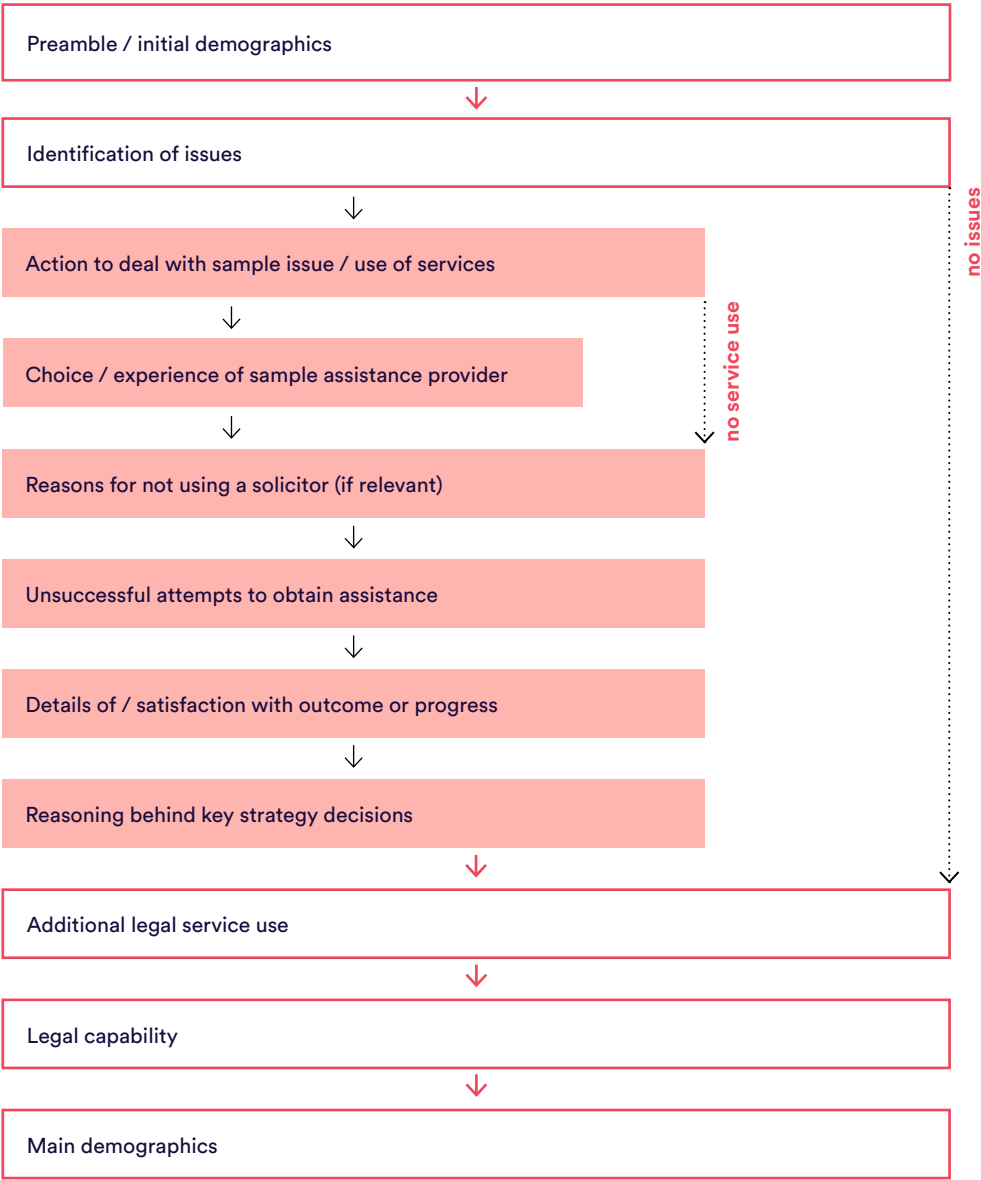 Preamble / initial demographics
Identification of issues
no issues
Action to deal with sample issue / use of services
no service use
Choice / experience of sample assistance provider
Reasons for not using a solicitor (if relevant)
Unsuccessful attempts to obtain assistance
Details of / satisfaction with outcome or progress
Reasoning behind key strategy decisions
Additional legal service use
Legal capability
Main demographics